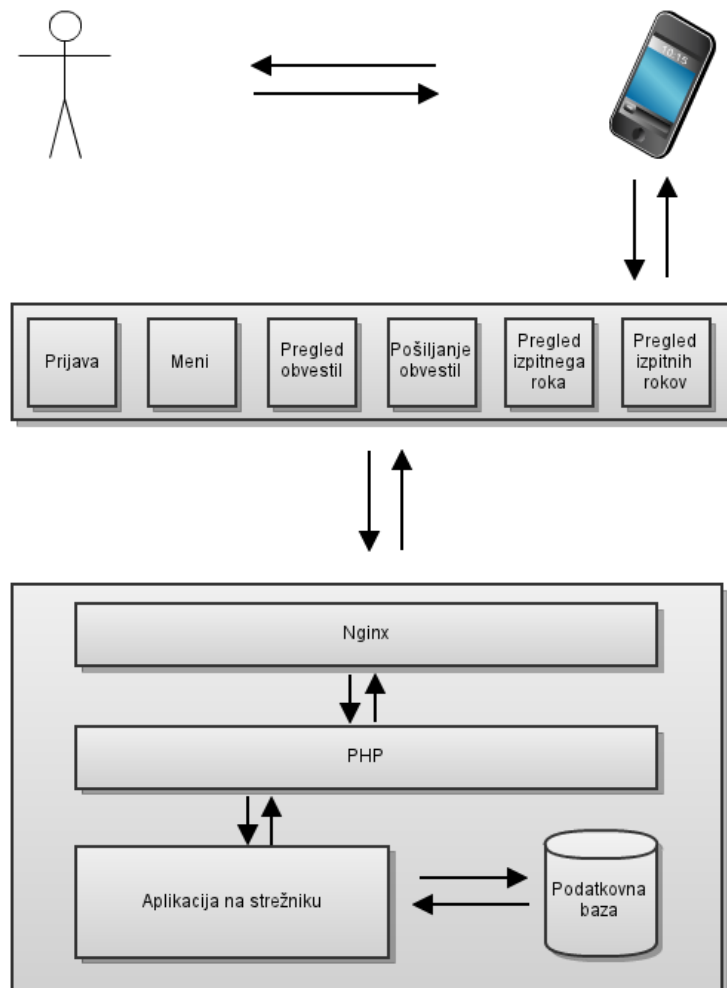 10:15
Prijava
Meni
Pregled
obvestil
Pošiljanje
obvestil
Pregled
izpitnega
roka
Pregled
izpitnih
rokov
Nginx
PHP
Aplikacija na strežniku
Podatkovna
baza